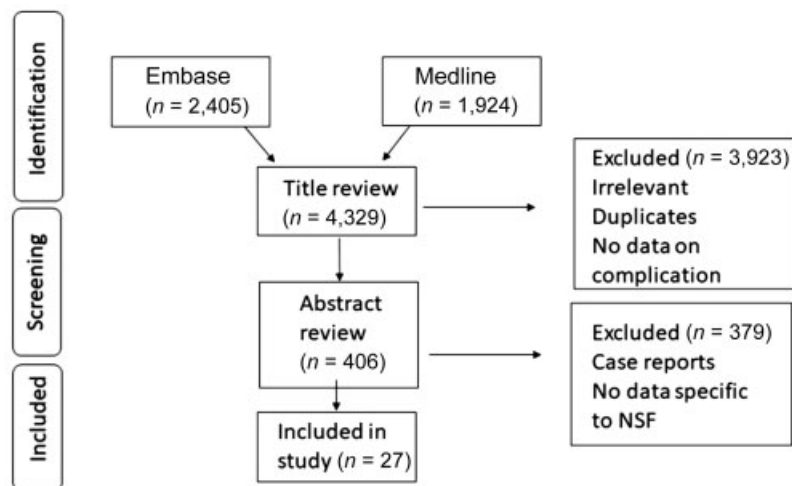 Identification
Embase
(n = 2,405)
Medline
(n = 1,924)
Title review
(n = 4,329)
Excluded (n = 3,923)
Irrelevant
Duplicates
No data on
complication
Screening
Abstract
review
(n = 406)
Excluded (n = 379)
Case reports
No data specific
to NSF
Included
Included in
study (n = 27)